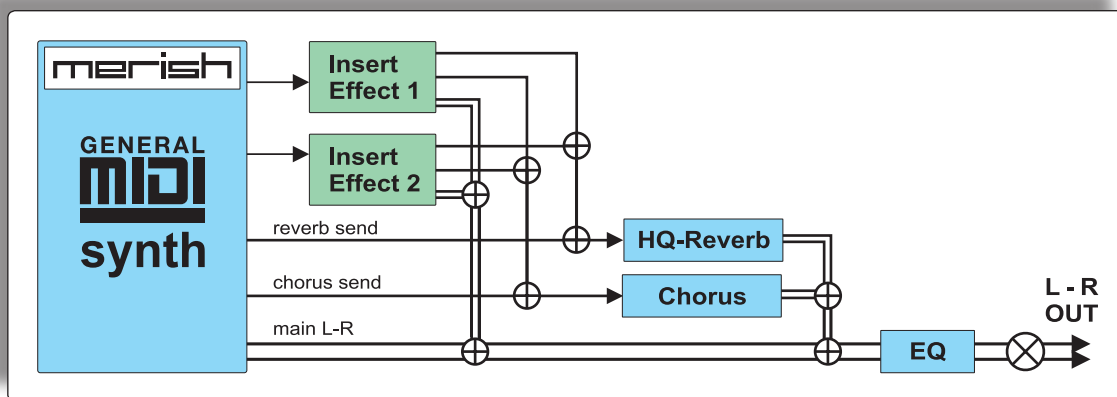 merish
GENERAL
MIDI
synth
Insert
Effect 1
Insert
Effect 2
reverb send
chorus send
main L-R
HQ-Reverb
Chorus
EQ
L - R
OUT